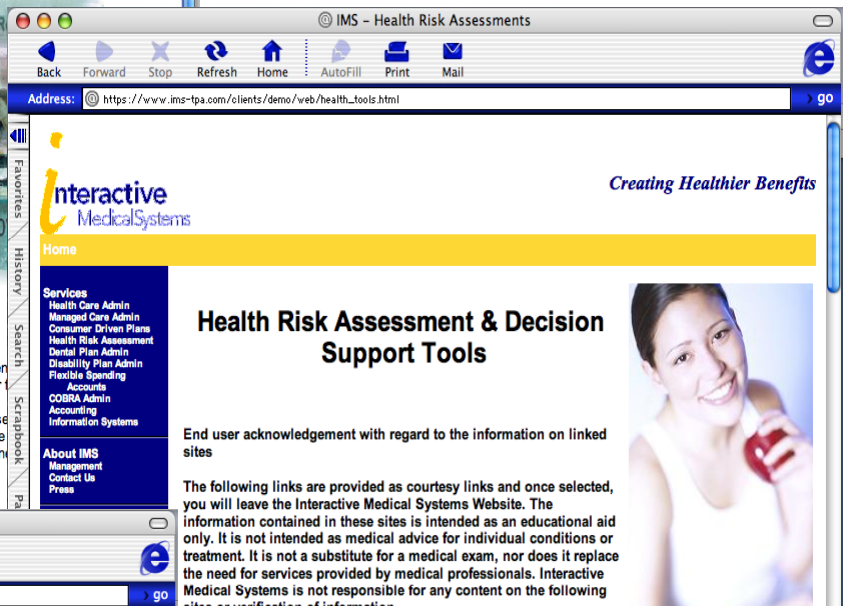 IMS – Health Risk Assessments
Back Forward Stop Refresh Home AutoFill Print Mail
Address: @ https://www.ims-tpa.com/clients/demo/web/health_tools.html go
Favorites
History
Search
Scrapbook
Pa
interactive
MedicalSystems
Creating Healthier Benefits
Home
Services
Health Care Admin
Managed Care Admin
Consumer Driven Plans
Health Risk Assessment
Dental Plan Admin
Disability Plan Admin
Flexible Spending
Accounts
COBRA Admin
Accounting
Information Systems
About IMS
Management
Contact Us
Press
Health Risk Assessment & Decision
Support Tools
End user acknowledgement with regard to the information on linked
sites
The following links are provided as courtesy links and once selected,
you will leave the Interactive Medical Systems Website. The
information contained in these sites is intended as an educational aid
only. It is not intended as medical advice for individual conditions or
treatment. It is not a substitute for a medical exam, nor does it replace
the need for services provided by medical professionals. Interactive
Medical Systems is not responsible for any content on the following
sites or verification of information
go